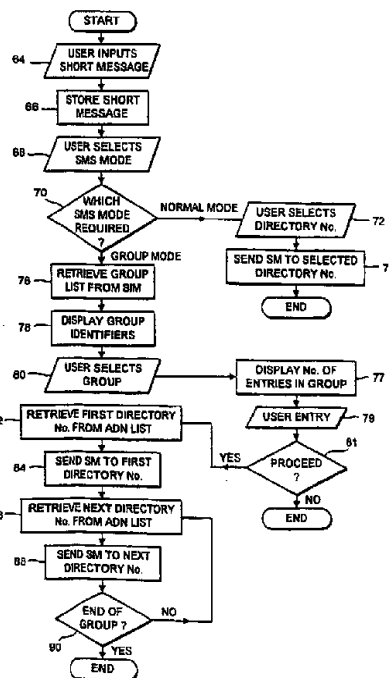 START
64
USER INPUTS
SHORT MESSAGE
66
STORE SHORT
MESSAGE
68
USER SELECTS
SMS MODE
70
WHICH
SMS MODE
REQUIRED
?
NORMAL MODE
USER SELECTS
DIRECTORY No.
72
SEND SM TO SELECTED
DIRECTORY No.
7
END
GROUP MODE
76
RETRIEVE GROUP
LIST FROM SIM
78
DISPLAY GROUP
IDENTIFIERS
80
USER SELECTS
GROUP
DISPLAY No. OF
ENTRIES IN GROUP
77
USER ENTRY
79
PROCEED
?
81
YES
NO
END
2
RETRIEVE FIRST DIRECTORY
No. FROM ADN LIST
84
SEND SM TO FIRST
DIRECTORY No.
RETRIEVE NEXT DIRECTORY
No. FROM ADN LIST
88
SEND SM TO NEXT
DIRECTORY No.
END OF
GROUP ?
90
NO
YES
END